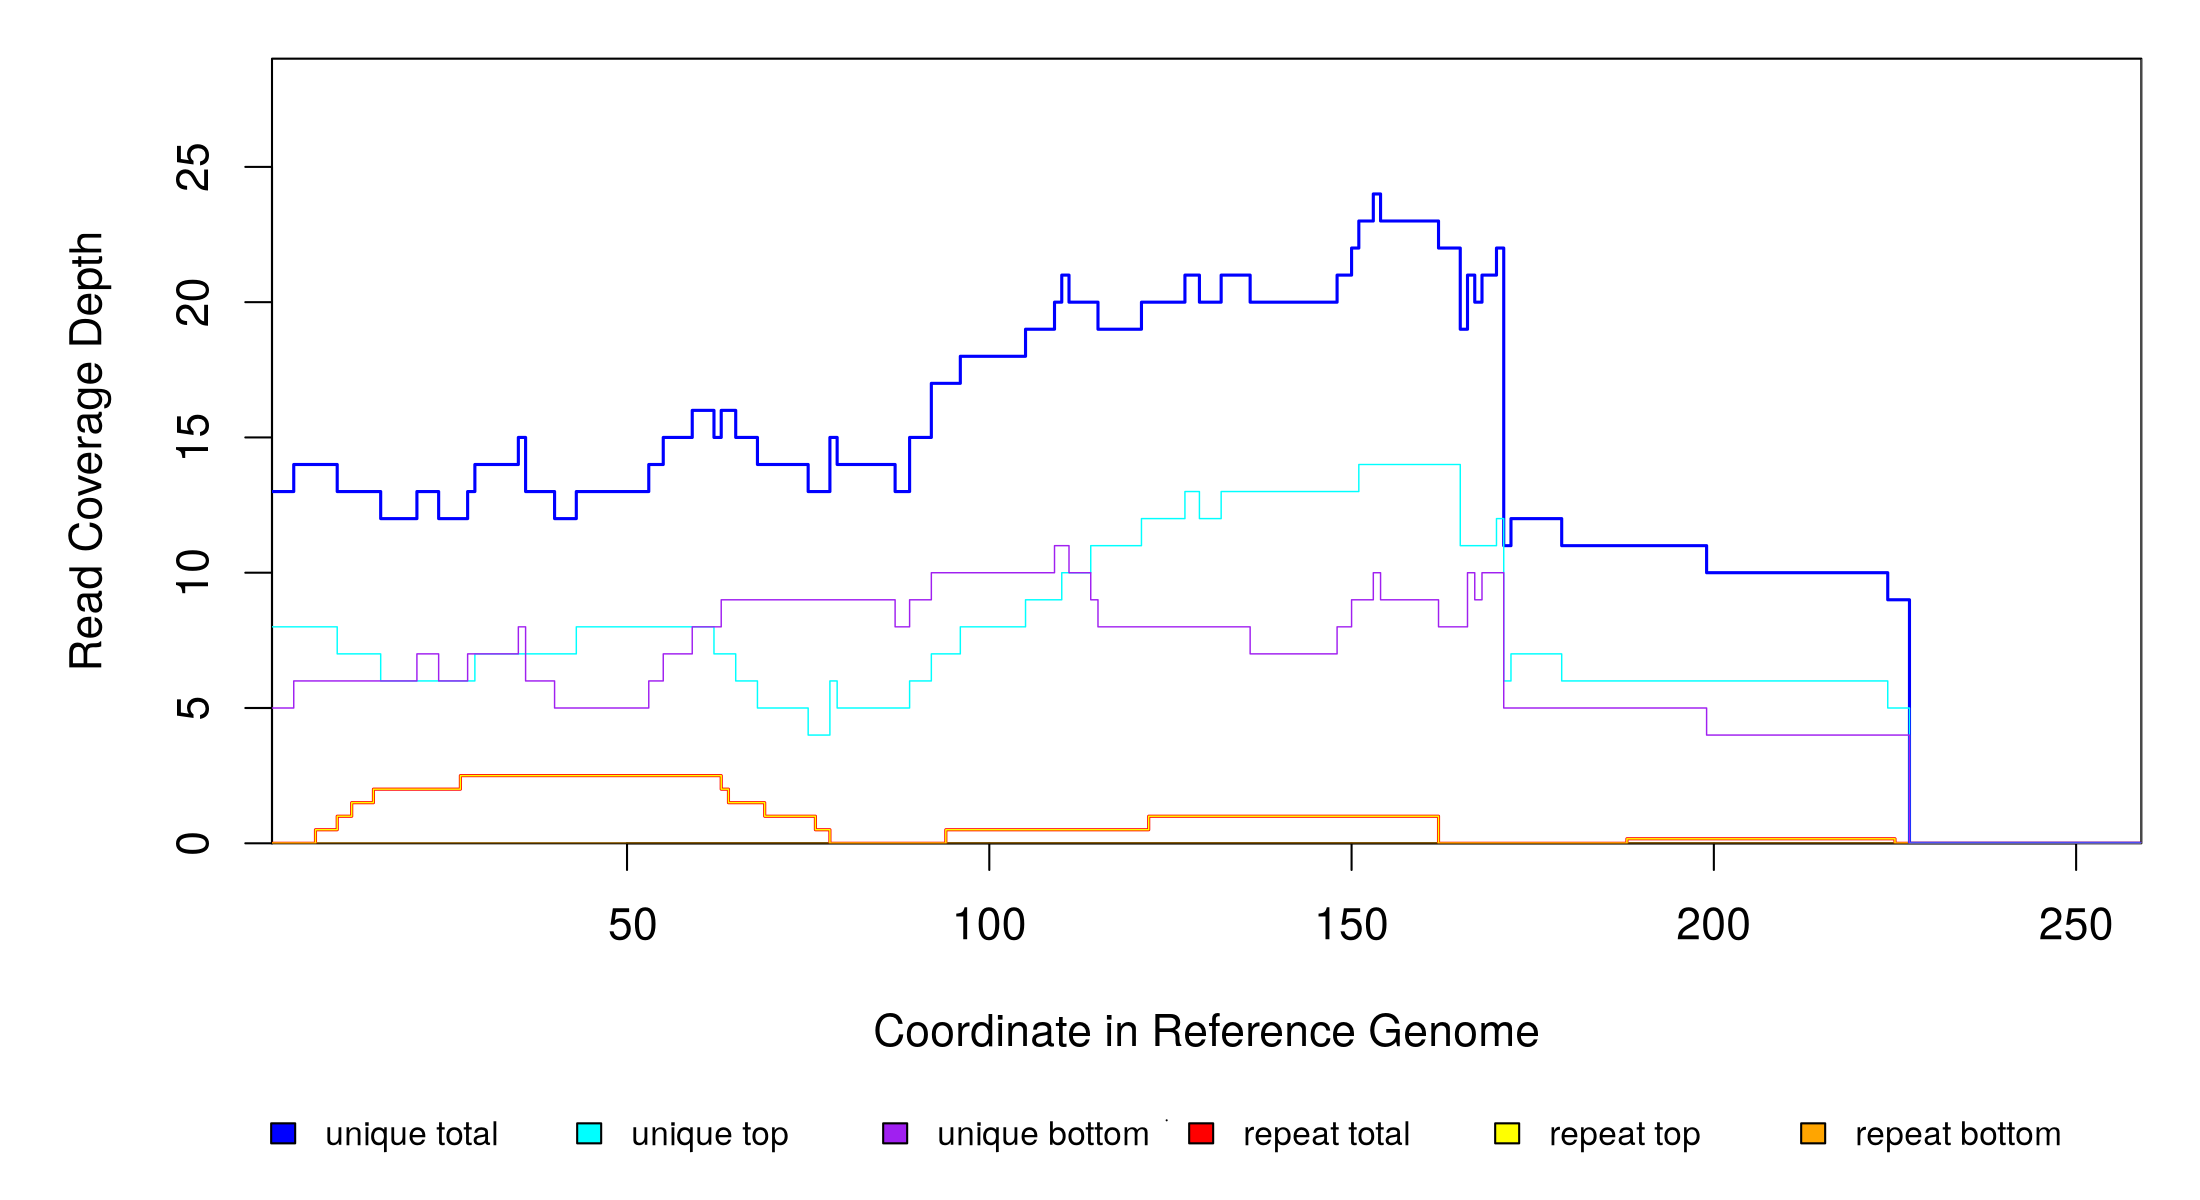 Read Coverage Depth
25
20
15
10
5
0
50 100 150 200 250
Coordinate in Reference Genome
unique total unique top unique bottom repeat total repeat top repeat bottom